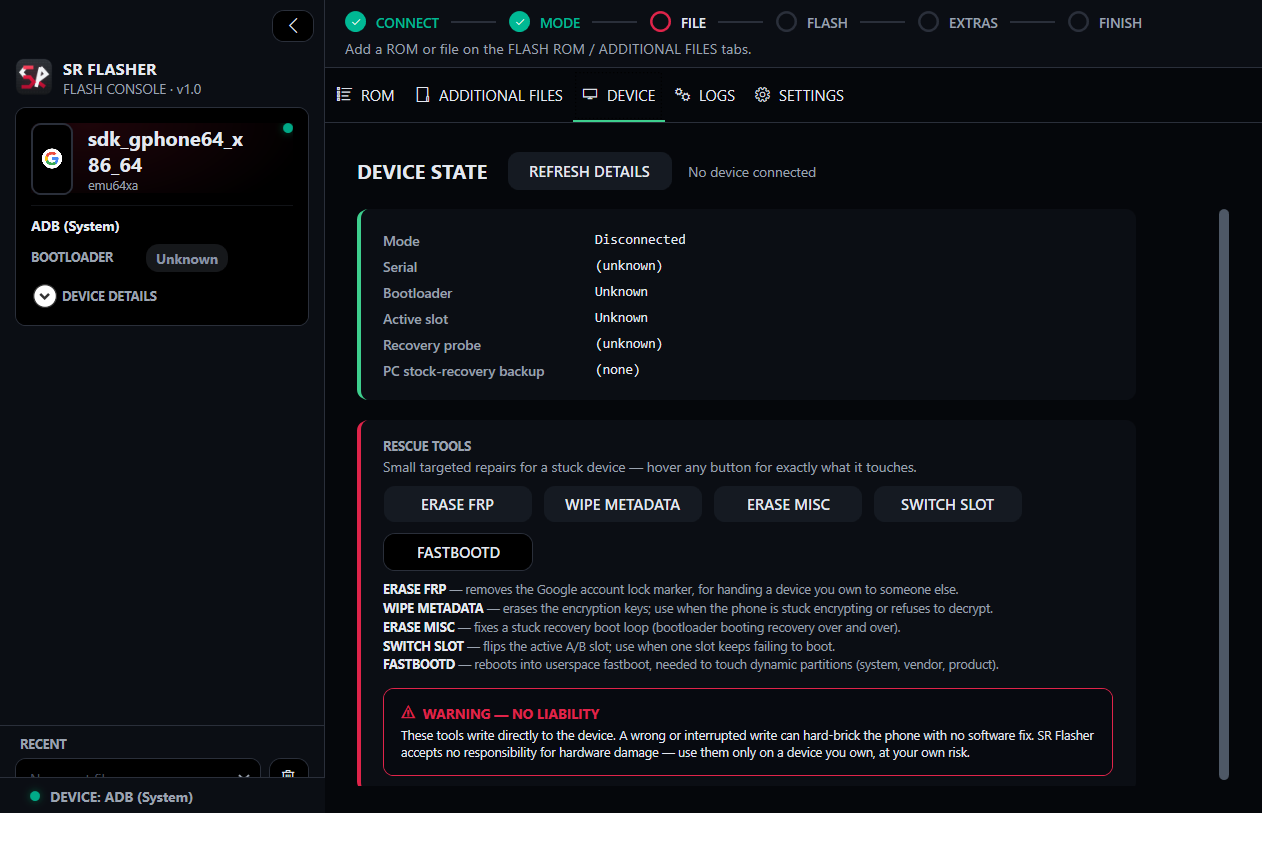 CONNECT
MODE
FILE
FLASH
EXTRAS
FINISH
Add a ROM or file on the FLASH ROM / ADDITIONAL FILES tabs.
SR FLASHER
FLASH CONSOLE · v1.0
ROM
ADDITIONAL FILES
DEVICE
LOGS
SETTINGS
sdk_gphone64_x
86_64
emu64xa
ADB (System)
BOOTLOADER
Unknown
DEVICE DETAILS
DEVICE STATE
REFRESH DETAILS
No device connected
Mode Disconnected
Serial (unknown)
Bootloader Unknown
Active slot Unknown
Recovery probe (unknown)
PC stock-recovery backup (none)
RESCUE TOOLS
Small targeted repairs for a stuck device — hover any button for exactly what it touches.
ERASE FRP
WIPE METADATA
ERASE MISC
SWITCH SLOT
FASTBOOTD
ERASE FRP — removes the Google account lock marker, for handing a device you own to someone else.
WIPE METADATA — erases the encryption keys; use when the phone is stuck encrypting or refuses to decrypt.
ERASE MISC — fixes a stuck recovery boot loop (bootloader booting recovery over and over).
SWITCH SLOT — flips the active A/B slot; use when one slot keeps failing to boot.
FASTBOOTD — reboots into userspace fastboot, needed to touch dynamic partitions (system, vendor, product).
WARNING — NO LIABILITY
These tools write directly to the device. A wrong or interrupted write can hard-brick the phone with no software fix. SR Flasher
accepts no responsibility for hardware damage — use them only on a device you own, at your own risk.
RECENT
DEVICE: ADB (System)